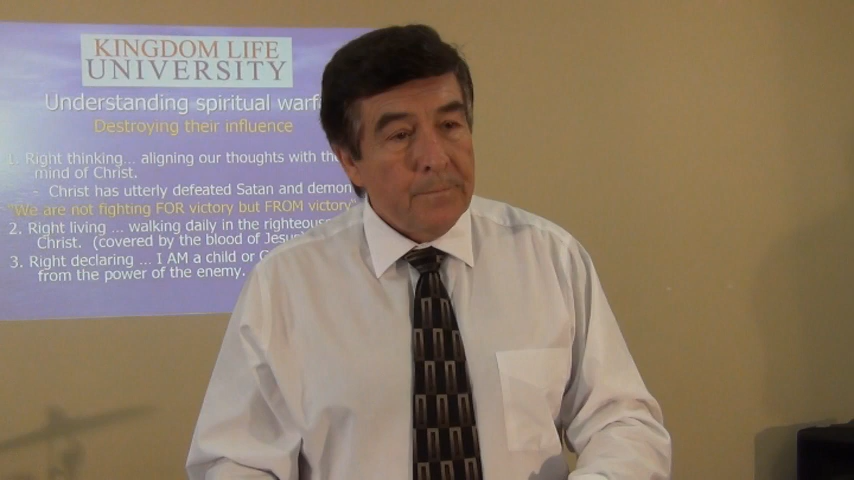 KINGDOM LIFE
UNIVERSITY
Understanding spiritual
Destroying their influence
1. Right thinking... aligning our thoughts with the
mind of Christ.
- Christ has utterly defeated Satan and demon
"We are not fighting FOR victory but FROM victory"
2. Right living ... walking daily in the
Christ. (covered by the blood of Jesus
3. Right declaring ... I AM a child or
from the power of the enemy.